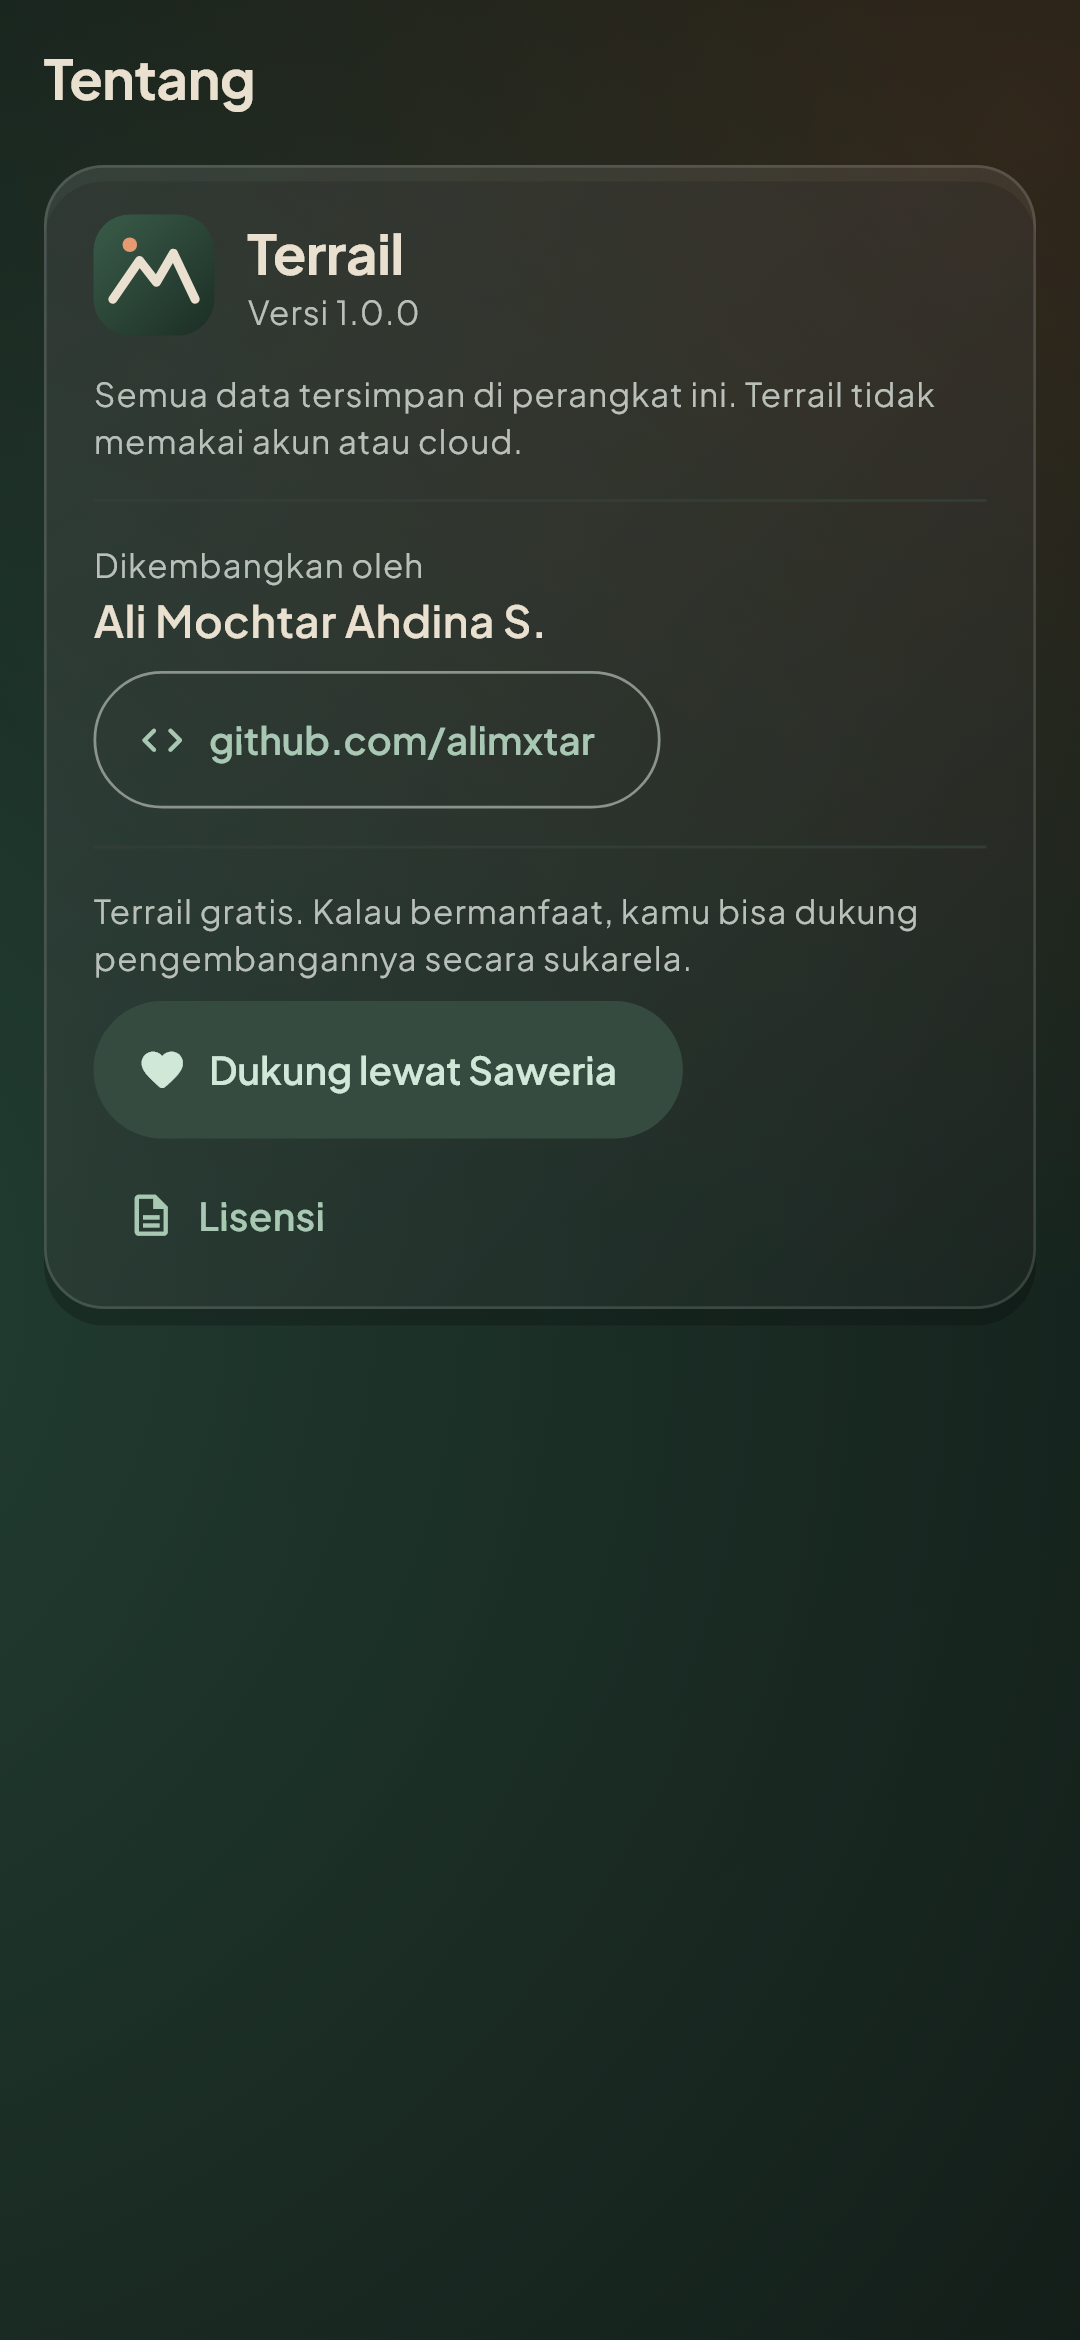 Tentang
Terrail
Versi 1.0.0
Semua data tersimpan di perangkat ini. Terrail tidak
memakai akun atau cloud.
Dikembangkan oleh
Ali Mochtar Ahdina S.
github.com/alimxtar
Terrail gratis. Kalau bermanfaat, kamu bisa dukung
pengembangannya secara sukarela.
Dukung lewat Saweria
Lisensi